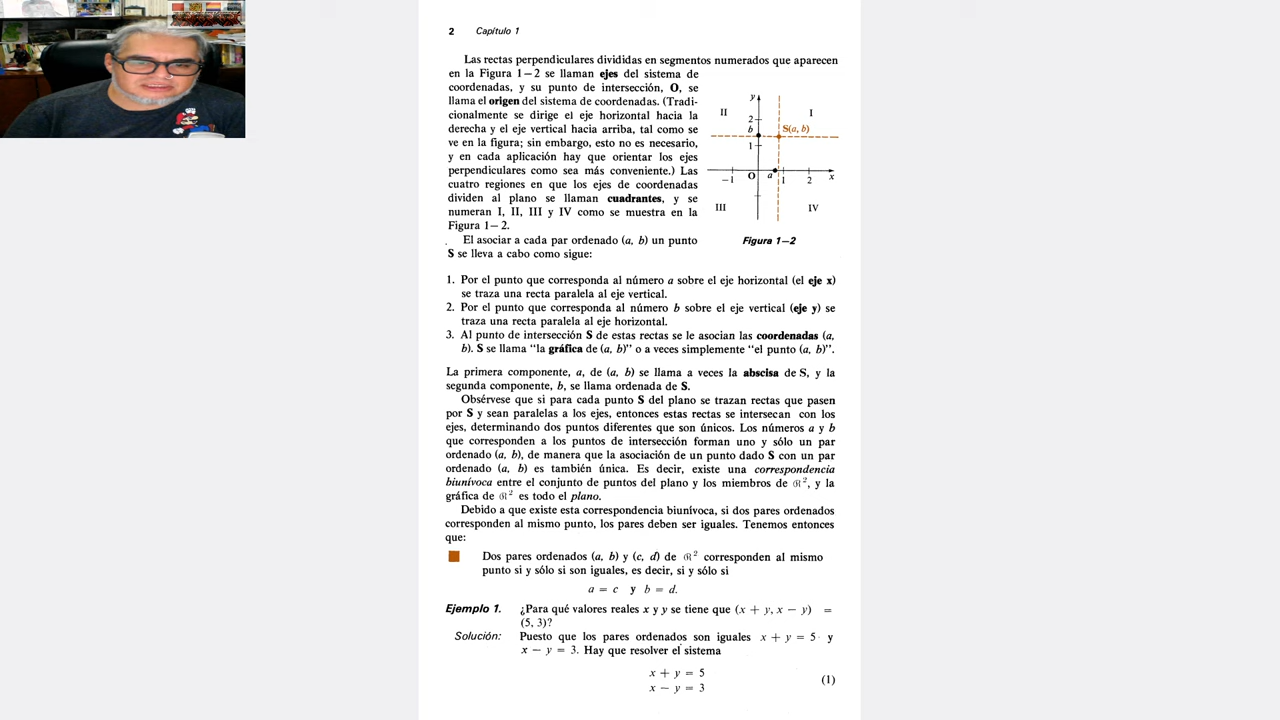 2 Capítulo 1
Las rectas perpendiculares divididas en segmentos numerados que aparecen
en la Figura 1−2 se llaman ejes del sistema de
coordenadas, y su punto de intersección, O, se
llama el origen del sistema de coordenadas. (Tradi-
cionalmente se dirige el eje horizontal hacia la
derecha y el eje vertical hacia arriba, tal como se
ve en la figura; sin embargo, esto no es necesario,
y en cada aplicación hay que orientar los ejes
perpendiculares como sea más conveniente.) Las
cuatro regiones en que los ejes de coordenadas
dividen al plano se llaman cuadrantes, y se
numeran I, II, III y IV como se muestra en la
Figura 1−2.
El asociar a cada par ordenado (a, b) un punto
S se lleva a cabo como sigue:
y
II I
2
b S(a, b)
1
−1 O a 1 2 x
III IV
Figura 1−2
1. Por el punto que corresponda al número a sobre el eje horizontal (el eje x)
se traza una recta paralela al eje vertical.
2. Por el punto que corresponda al número b sobre el eje vertical (eje y) se
traza una recta paralela al eje horizontal.
3. Al punto de intersección S de estas rectas se le asocian las coordenadas (a,
b). S se llama “la gráfica de (a, b)” o a veces simplemente “el punto (a, b)”.
La primera componente, a, de (a, b) se llama a veces la abscisa de S, y la
segunda componente, b, se llama ordenada de S.
Obsérvese que si para cada punto S del plano se trazan rectas que pasen
por S y sean paralelas a los ejes, entonces estas rectas se intersecan con los
ejes, determinando dos puntos diferentes que son únicos. Los números a y b
que corresponden a los puntos de intersección forman uno y sólo un par
ordenado (a, b), de manera que la asociación de un punto dado S con un par
ordenado (a, b) es también única. Es decir, existe una correspondencia
biunívoca entre el conjunto de puntos del plano y los miembros de ℛ², y la
gráfica de ℛ² es todo el plano.
Debido a que existe esta correspondencia biunívoca, si dos pares ordenados
corresponden al mismo punto, los pares deben ser iguales. Tenemos entonces
que:
Dos pares ordenados (a, b) y (c, d) de ℛ² corresponden al mismo
punto si y sólo si son iguales, es decir, si y sólo si
a = c y b = d.
Ejemplo 1. ¿Para qué valores reales x y y se tiene que (x + y, x − y) =
(5, 3)?
Solución: Puesto que los pares ordenados son iguales x + y = 5 y
x − y = 3. Hay que resolver el sistema
x + y = 5
x − y = 3 (1)